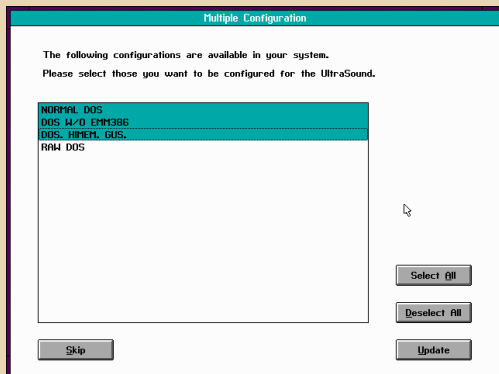 Multiple Configuration
The following configurations are available in your system.
Please select those you want to be configured for the UltraSound.
NORMAL DOS
DOS W/O EMM386
DOS. HIMEM. GUS.
RAW DOS
Select All
Deselect All
Skip
Update